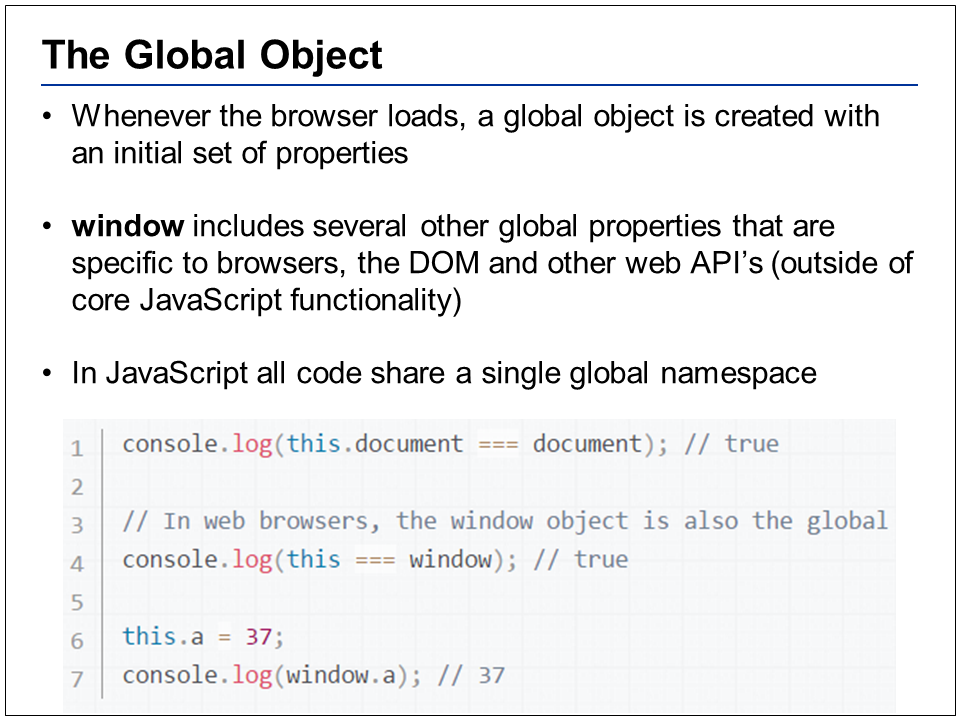 The Global Object
• Whenever the browser loads, a global object is created with
an initial set of properties
• window includes several other global properties that are
specific to browsers, the DOM and other web API’s (outside of
core JavaScript functionality)
• In JavaScript all code share a single global namespace
1 console.log(this.document === document); // true
2
3 // In web browsers, the window object is also the global
4 console.log(this === window); // true
5
6 this.a = 37;
7 console.log(window.a); // 37